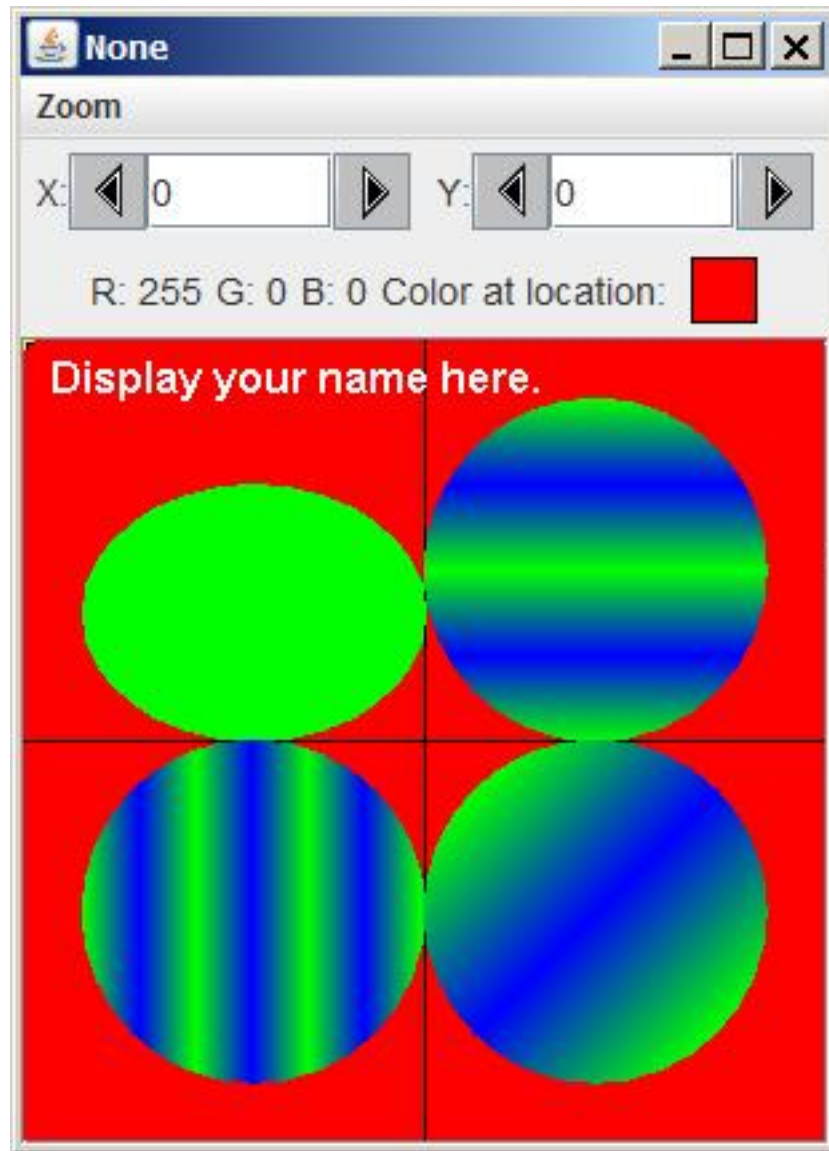 None
Zoom
X: 0 Y: 0
R: 255 G: 0 B: 0 Color at location:
Display your name here.